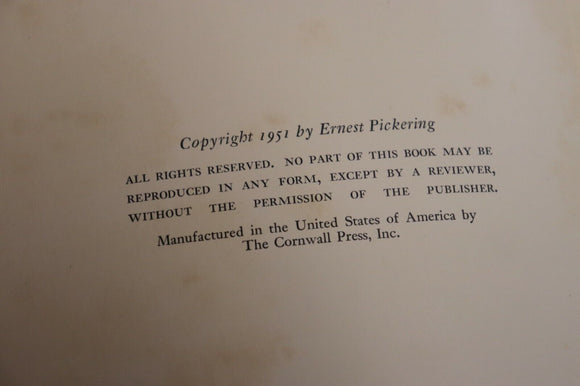 Copyright 1951 by Ernest Pickering
ALL RIGHTS RESERVED. NO PART OF THIS BOOK MAY BE
REPRODUCED IN ANY FORM, EXCEPT BY A REVIEWER,
WITHOUT THE PERMISSION OF THE PUBLISHER.
Manufactured in the United States of America by
The Cornwall Press, Inc.